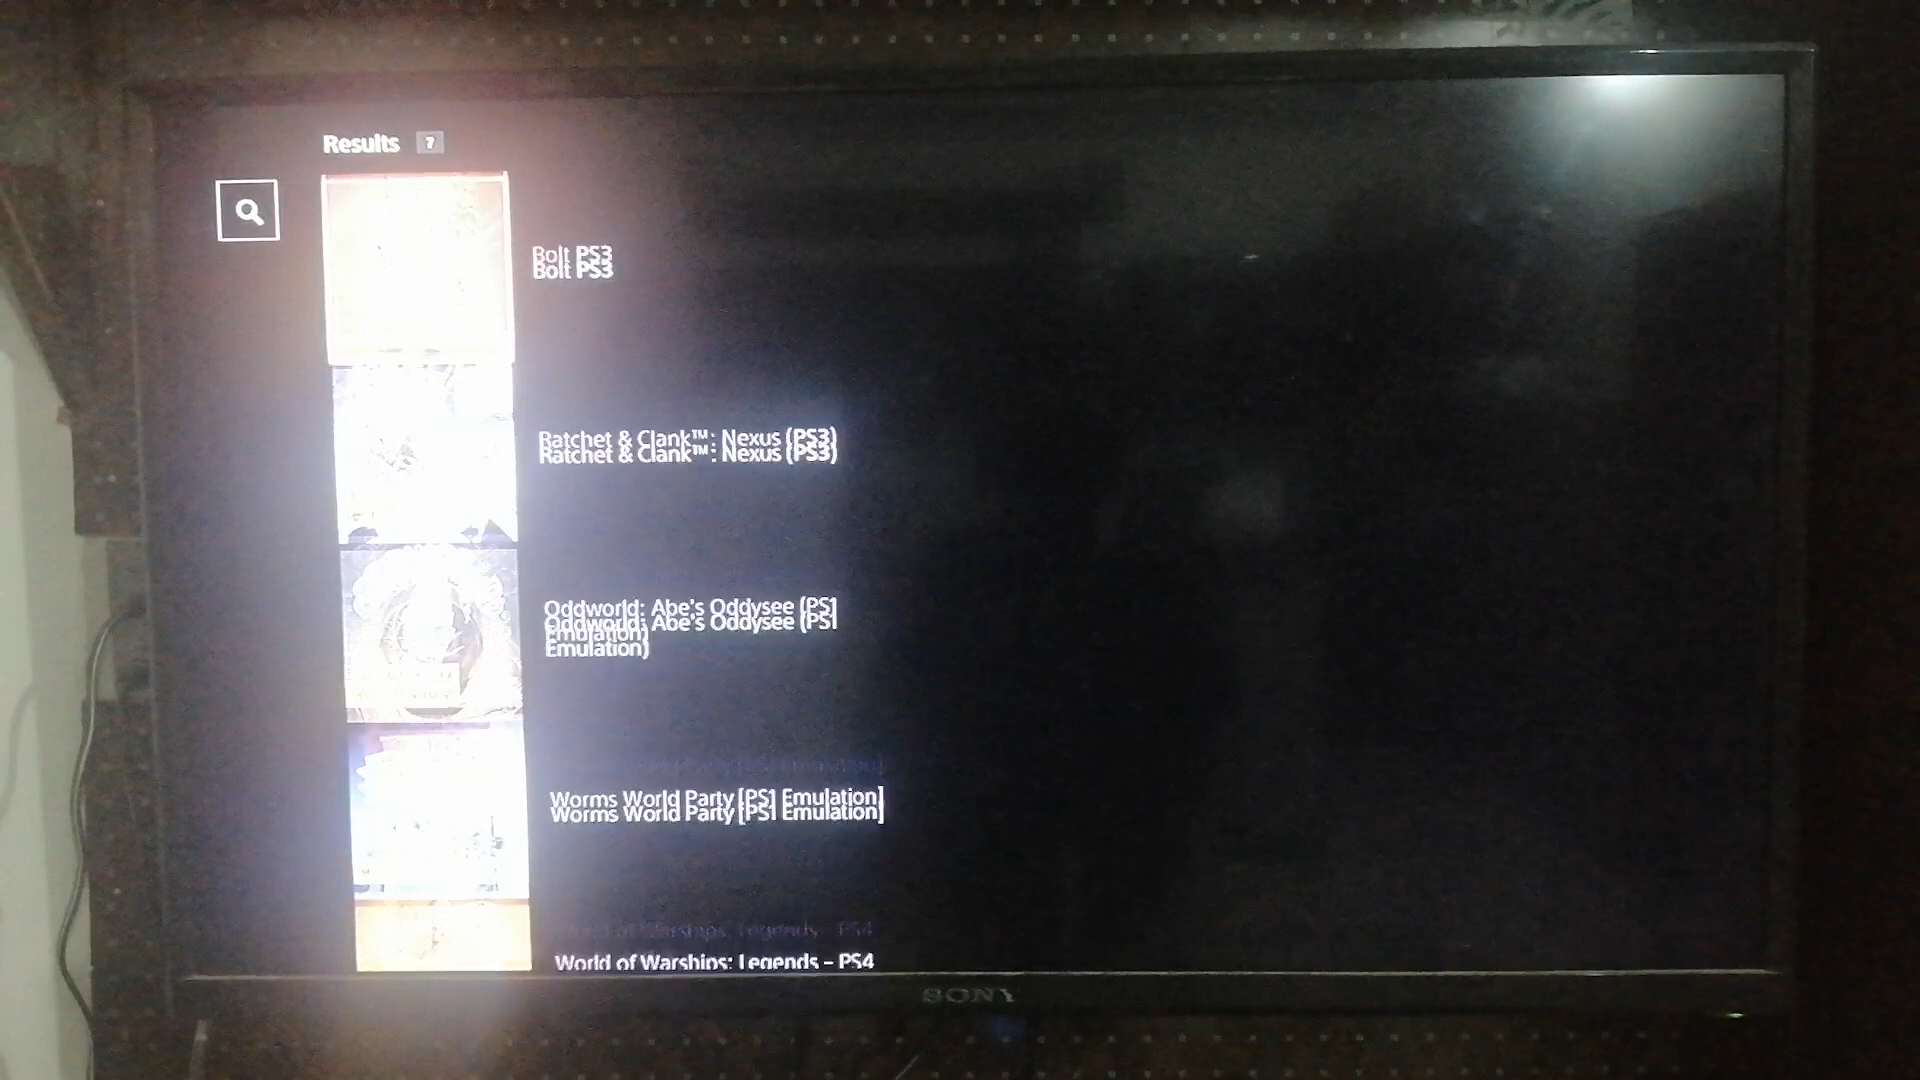 Results 7
Bolt PS3
Ratchet & Clank™: Nexus (PS3)
Oddworld: Abe's Oddysee (PS1
Emulation)
Worms World Party [PS1 Emulation]
World of Warships: Legends – PS4
SONY